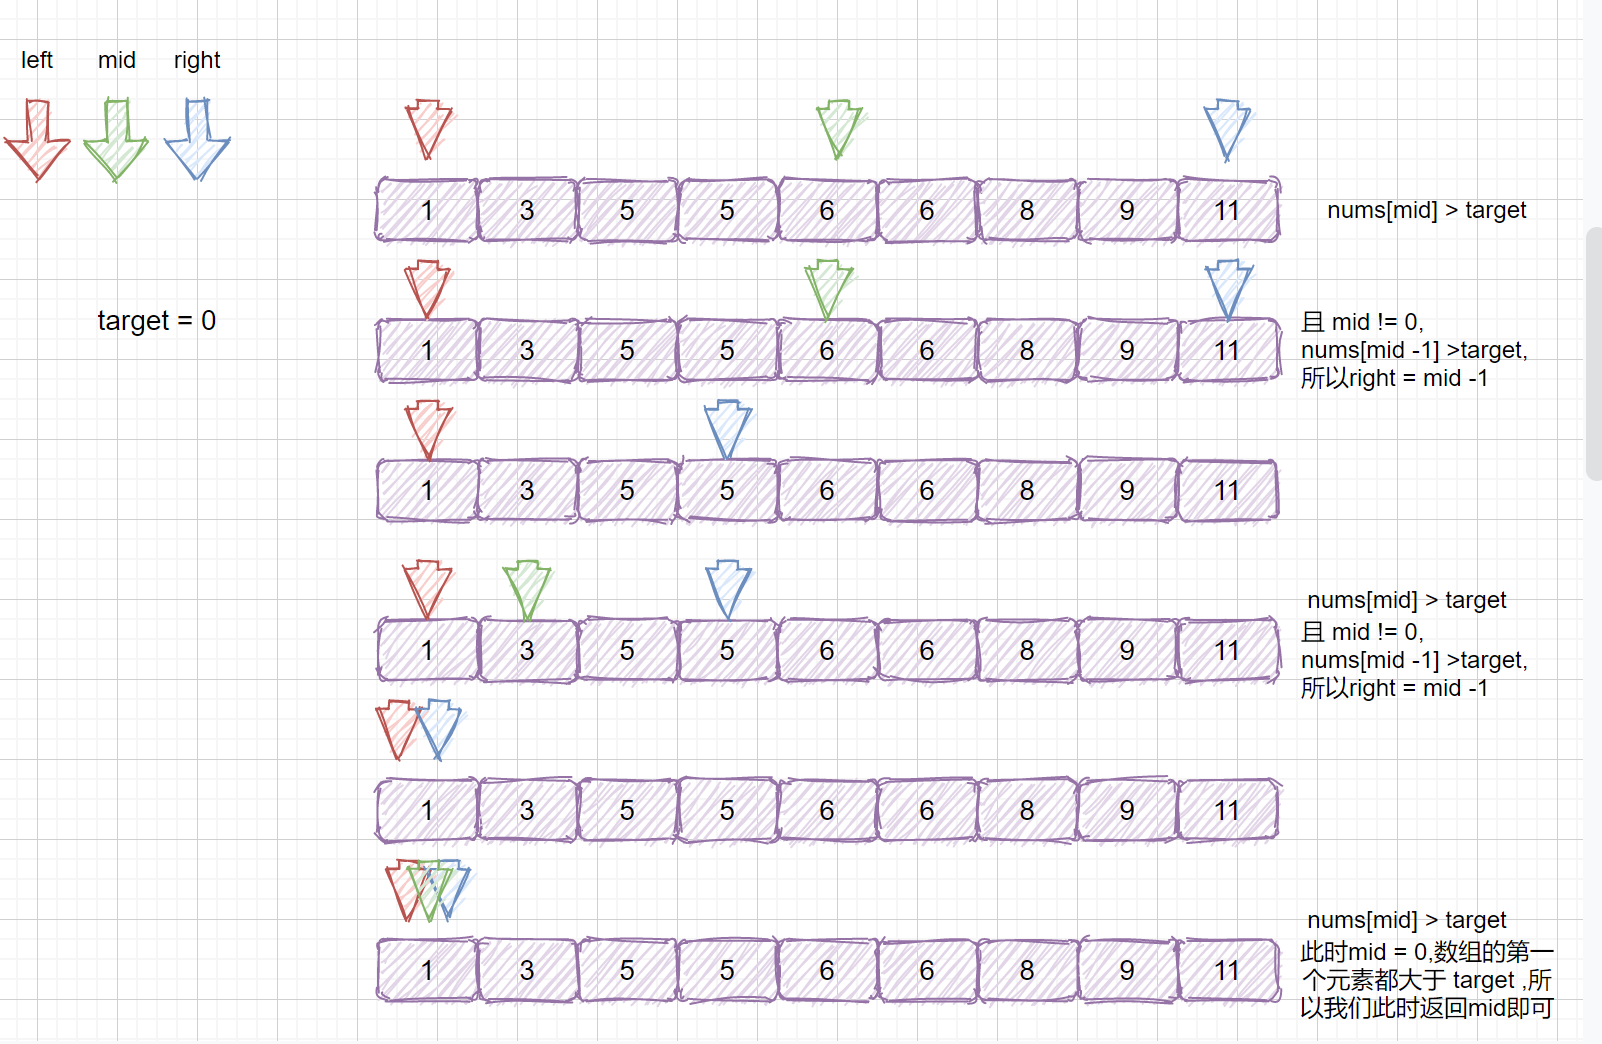 left mid right
1 3 5 5 6 6 8 9 11
nums[mid] > target
target = 0
1 3 5 5 6 6 8 9 11
且 mid != 0,
nums[mid -1] >target,
所以right = mid -1
1 3 5 5 6 6 8 9 11
1 3 5 5 6 6 8 9 11
nums[mid] > target
且 mid != 0,
nums[mid -1] >target,
所以right = mid -1
1 3 5 5 6 6 8 9 11
1 3 5 5 6 6 8 9 11
nums[mid] > target
此时mid = 0,数组的第一
个元素都大于 target ,所
以我们此时返回mid即可